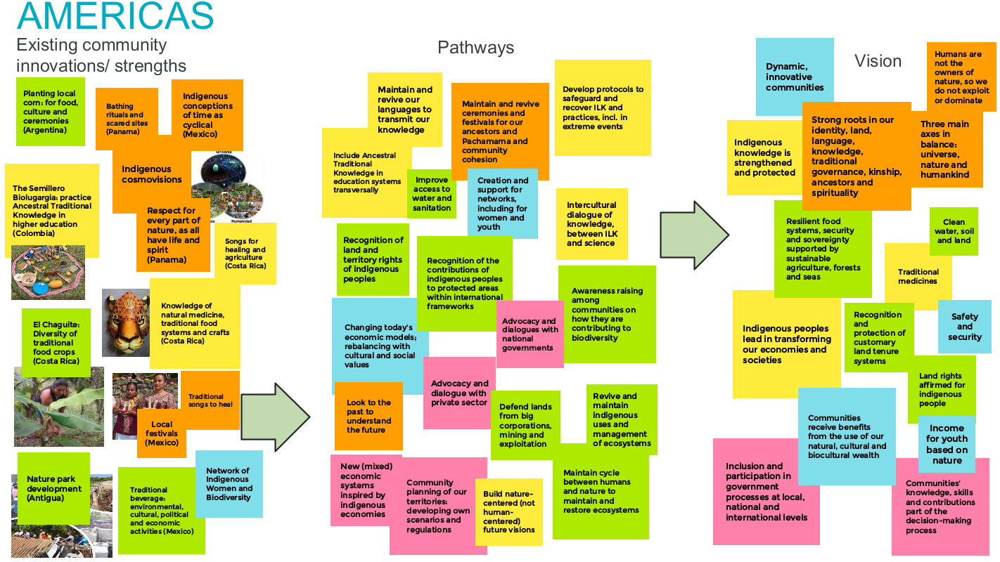 AMERICAS
Existing community
innovations/ strengths
Planting local
corn: for food,
culture and
ceremonies
(Argentina)
Bathing
rituals and
scared sites
(Panama)
Indigenous
conceptions
of time as
cyclical
(Mexico)
Indigenous
cosmovisions
Universo
Humanidad
The Semillero
Biolugargia: practice
Ancestral Traditional
Knowledge in
higher education
(Colombia)
Respect for
every part of
nature, as all
have life and
spirit
(Panama)
Songs for
healing and
agriculture
(Costa Rica)
Knowledge of
natural medicine,
traditional food
systems and crafts
(Costa Rica)
El Chaguite:
Diversity of
traditional
food crops
(Costa Rica)
Traditional
songs to heal
Local
festivals
(Mexico)
Nature park
development
(Antigua)
Traditional
beverage:
environmental,
cultural, political
and economic
activities (Mexico)
Network of
Indigenous
Women and
Biodiversity
Pathways
Maintain and
revive our
languages to
transmit our
knowledge
Maintain and revive
ceremonies and
festivals for our
ancestors and
Pachamama and
community
cohesion
Develop protocols to
safeguard and
recover ILK and
practices, incl. in
extreme events
Include Ancestral
Traditional
Knowledge in
education systems
transversally
Improve
access to
water and
sanitation
Creation and
support for
networks,
including for
women and
youth
Intercultural
dialogue of
knowledge,
between ILK
and science
Recognition of
land and
territory rights
of indigenous
peoples
Recognition of the
contributions of
indigenous peoples
to protected areas
within international
frameworks
Awareness raising
among
communities on
how they are
contributing to
biodiversity
Changing today's
economic models;
rebalancing with
cultural and social
values
Advocacy and
dialogues with
national
governments
Advocacy and
dialogue with
private sector
Look to the
past to
understand
the future
Defend lands
from big
corporations,
mining and
exploitation
Revive and
maintain
indigenous
uses and
management
of ecosystems
New (mixed)
economic
systems
inspired by
indigenous
economies
Community
planning of our
territories:
developing own
scenarios and
regulations
Build nature-
centered (not
human-
centered)
future visions
Maintain cycle
between humans
and nature to
maintain and
restore ecosystems
Vision
Dynamic,
innovative
communities
Humans are
not the
owners of
nature, so we
do not exploit
or dominate
Indigenous
knowledge is
strengthened
and protected
Strong roots in our
identity, land,
language,
knowledge,
traditional
governance, kinship,
ancestors and
spirituality
Three main
axes in
balance:
universe,
nature and
humankind
Resilient food
systems, security
and sovereignty
supported by
sustainable
agriculture, forests
and seas
Clean
water, soil
and land
Traditional
medicines
Indigenous peoples
lead in transforming
our economies and
societies
Recognition
and
protection of
customary
land tenure
systems
Safety
and
security
Land rights
affirmed for
indigenous
people
Communities
receive benefits
from the use of our
natural, cultural and
biocultural wealth
Income
for youth
based on
nature
Inclusion and
participation in
government
processes at local,
national and
international levels
Communities'
knowledge, skills
and contributions
part of the
decision-making
process